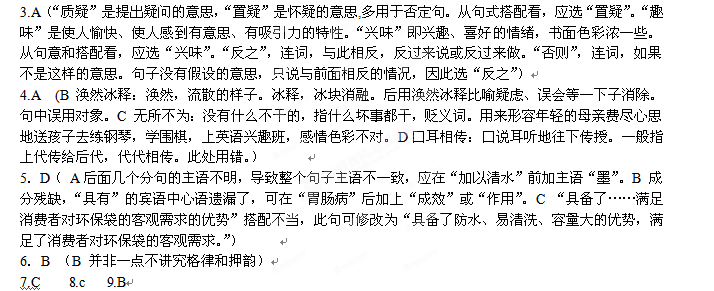 3.A（“质疑”是提出疑问的意思，“置疑”是怀疑的意思,多用于否定句。从句式搭配看，应选“置疑”。“趣
味”是使人愉快、使人感到有意思、有吸引力的特性。“兴味”即兴趣、喜好的情绪，书面色彩浓一些。
从句意和搭配看，应选“兴味”。“反之”，连词，与此相反，反过来说或反过来做。“否则”，连词，如果
不是这样的意思。句子没有假设的意思，只说与前面相反的情况，因此选“反之”）
4.A （B 涣然冰释：涣然，流散的样子。冰释，冰块消融。后用涣然冰释比喻疑虑、误会等一下子消除。
句中误用对象。C 无所不为：没有什么不干的，指什么坏事都干，贬义词。用来形容年轻的母亲费尽心思
地送孩子去练钢琴，学围棋，上英语兴趣班，感情色彩不对。D 口耳相传：口说耳听地往下传授。一般指
上代传给后代，代代相传。此处用错。）
5. D（ A 后面几个分句的主语不明，导致整个句子主语不一致，应在“加以清水”前加主语“墨”。B 成
分残缺，“具有”的宾语中心语遗漏了，可在“胃肠病”后加上“成效”或“作用”。C “具备了……满足
消费者对环保袋的客观需求的优势”搭配不当，此句可修改为“具备了防水、易清洗、容量大的优势，满
足了消费者对环保袋的客观需求。”）
6. B （B 并非一点不讲究格律和押韵）
7.C 8.c 9.B